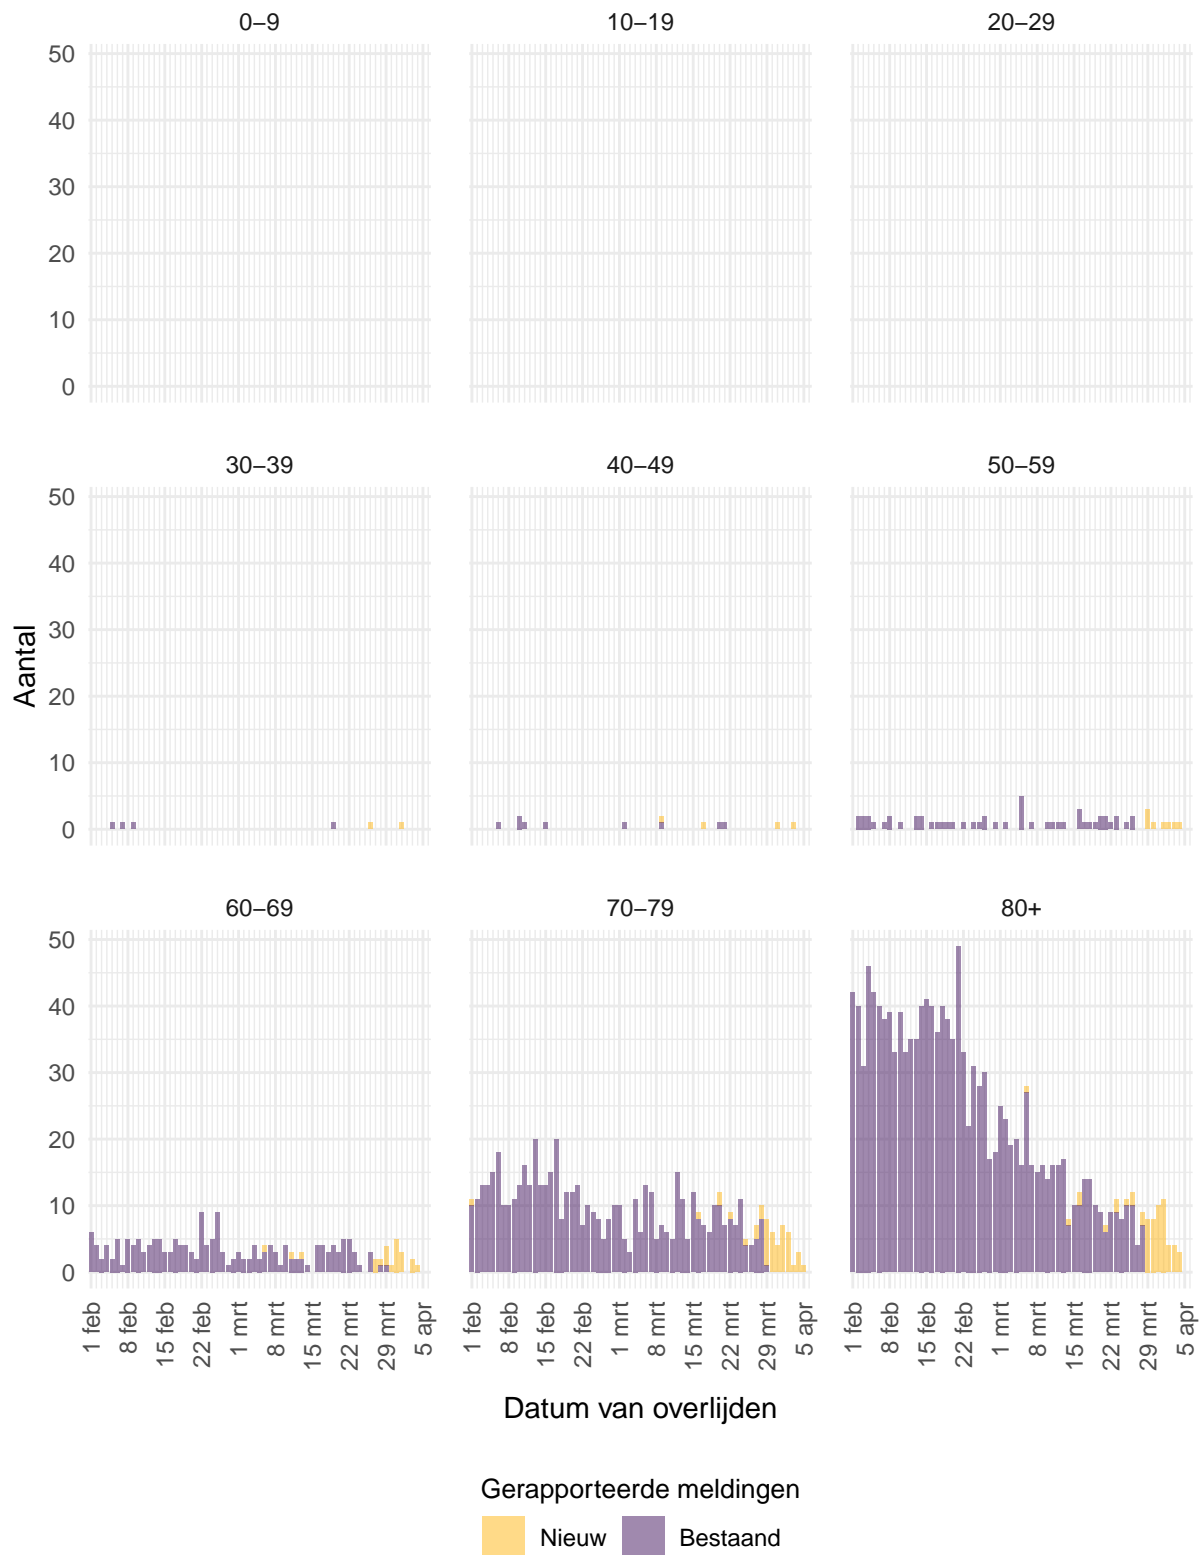 0–9 10–19 20–29
50
40
30
20
10
0
30–39 40–49 50–59
50
40
30
20
10
0
Aantal
60–69 70–79 80+
50
40
30
20
10
0
1 feb 8 feb 15 feb 22 feb 1 mrt 8 mrt 15 mrt 22 mrt 29 mrt 5 apr 1 feb 8 feb 15 feb 22 feb 1 mrt 8 mrt 15 mrt 22 mrt 29 mrt 5 apr 1 feb 8 feb 15 feb 22 feb 1 mrt 8 mrt 15 mrt 22 mrt 29 mrt 5 apr
Datum van overlijden
Gerapporteerde meldingen
Nieuw Bestaand